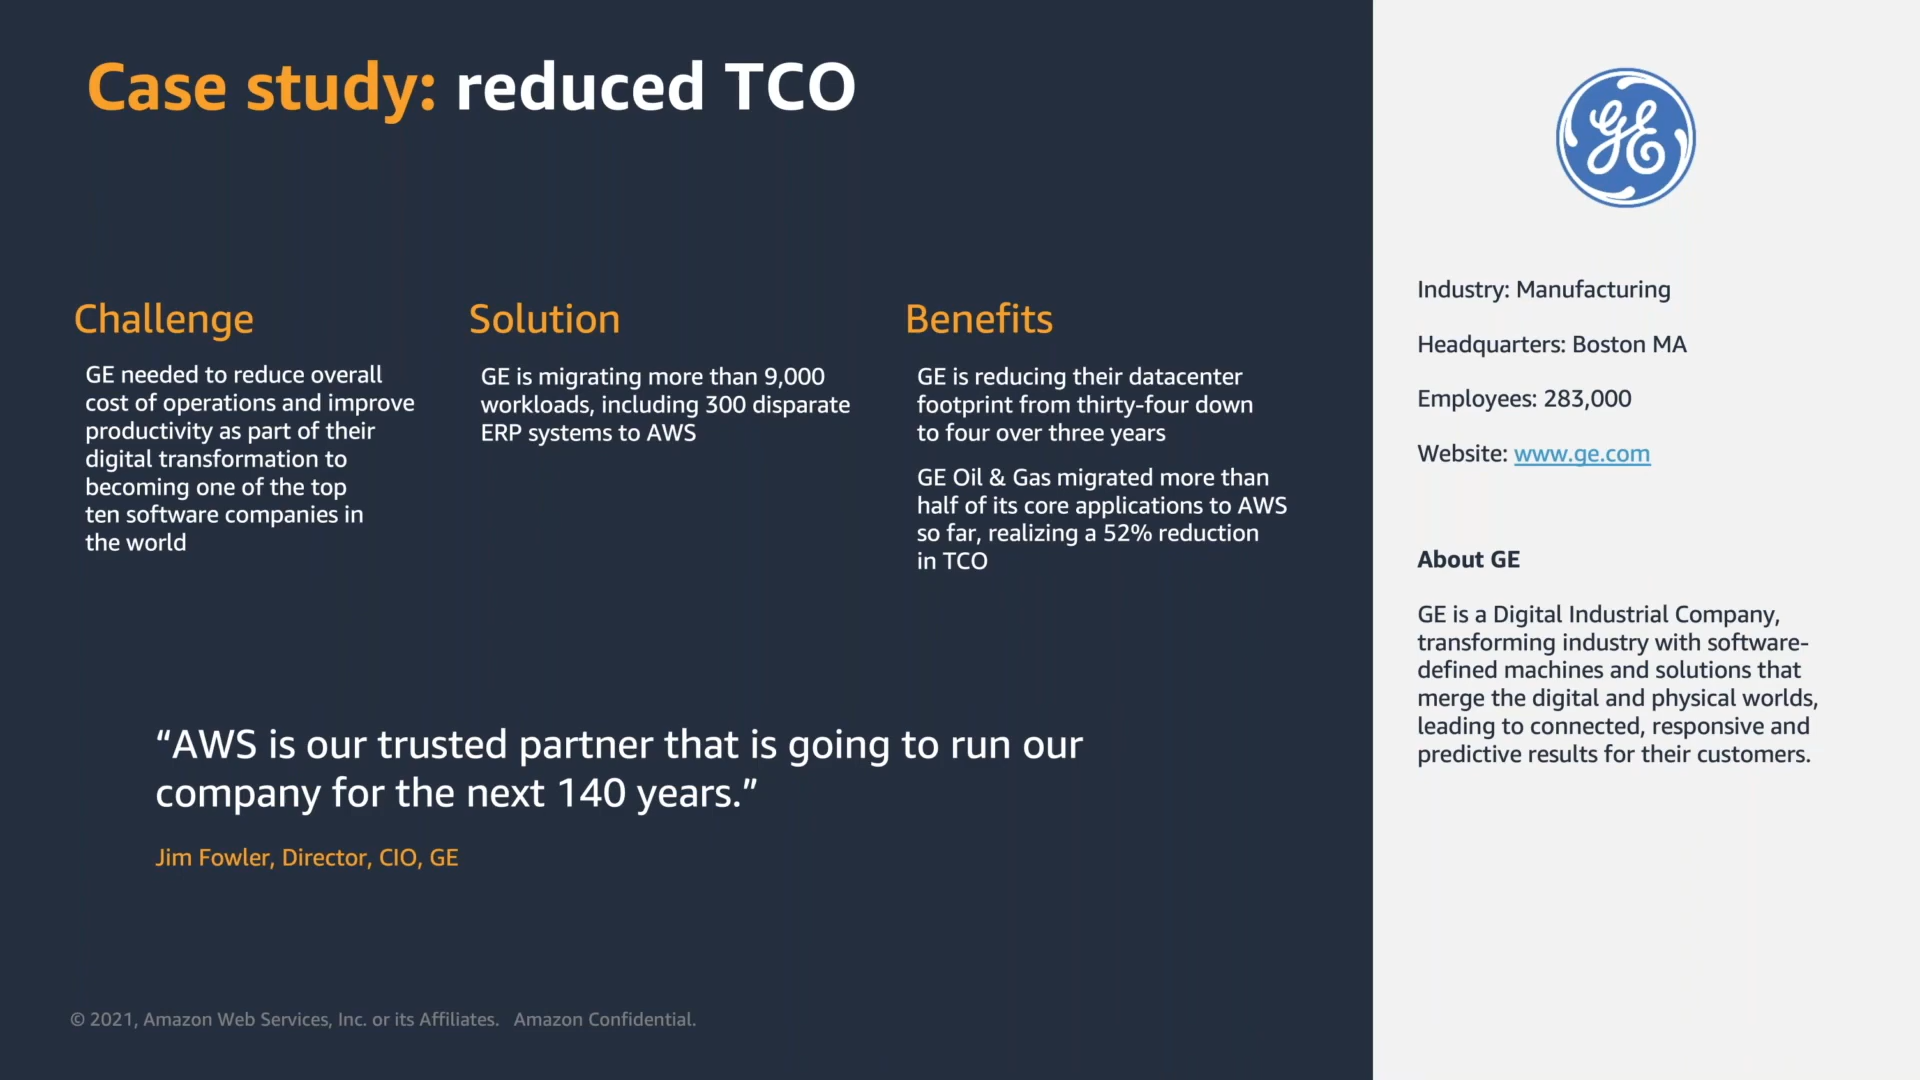 Case study: reduced TCO
Challenge
GE needed to reduce overall
cost of operations and improve
productivity as part of their
digital transformation to
becoming one of the top
ten software companies in
the world
Solution
GE is migrating more than 9,000
workloads, including 300 disparate
ERP systems to AWS
Benefits
GE is reducing their datacenter
footprint from thirty-four down
to four over three years
GE Oil & Gas migrated more than
half of its core applications to AWS
so far, realizing a 52% reduction
in TCO
“AWS is our trusted partner that is going to run our
company for the next 140 years.”
Jim Fowler, Director, CIO, GE
© 2021, Amazon Web Services, Inc. or its Affiliates. Amazon Confidential.
GE
Industry: Manufacturing
Headquarters: Boston MA
Employees: 283,000
Website: www.ge.com
About GE
GE is a Digital Industrial Company,
transforming industry with software-
defined machines and solutions that
merge the digital and physical worlds,
leading to connected, responsive and
predictive results for their customers.